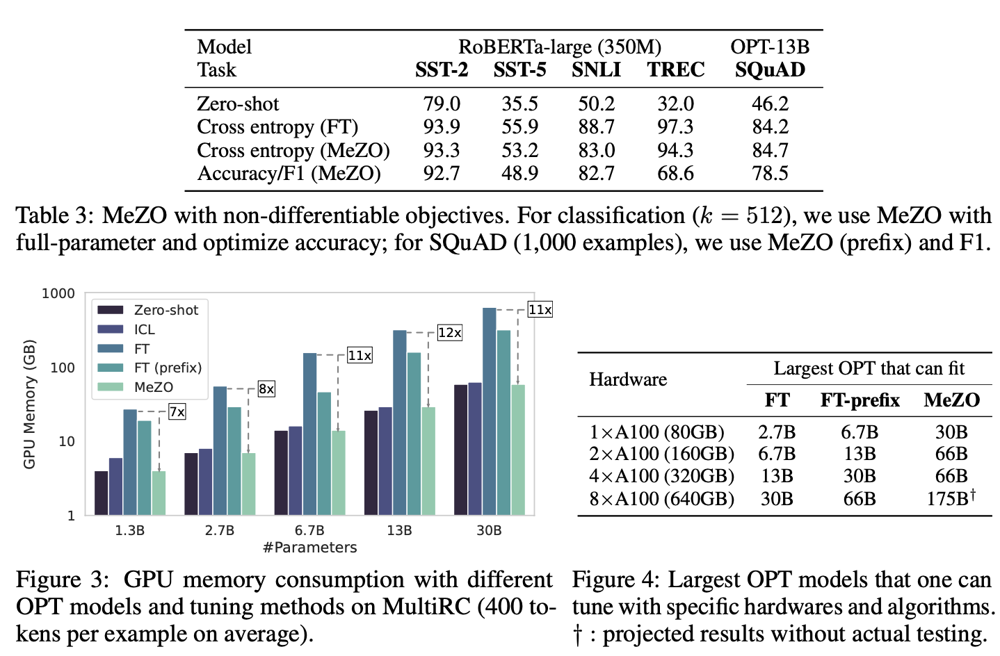 Model RoBERTa-large (350M) OPT-13B
Task SST-2 SST-5 SNLI TREC SQuAD
Zero-shot 79.0 35.5 50.2 32.0 46.2
Cross entropy (FT) 93.9 55.9 88.7 97.3 84.2
Cross entropy (MeZO) 93.3 53.2 83.0 94.3 84.7
Accuracy/F1 (MeZO) 92.7 48.9 82.7 68.6 78.5
Table 3: MeZO with non-differentiable objectives. For classification (k = 512), we use MeZO with
full-parameter and optimize accuracy; for SQuAD (1,000 examples), we use MeZO (prefix) and F1.
GPU Memory (GB)
1000
100
10
1
Zero-shot
ICL
FT
FT (prefix)
MeZO
7x
8x
11x
12x
11x
1.3B 2.7B 6.7B 13B 30B
#Parameters
Figure 3: GPU memory consumption with different
OPT models and tuning methods on MultiRC (400 to-
kens per example on average).
Hardware
Largest OPT that can fit
FT FT-prefix MeZO
1×A100 (80GB) 2.7B 6.7B 30B
2×A100 (160GB) 6.7B 13B 66B
4×A100 (320GB) 13B 30B 66B
8×A100 (640GB) 30B 66B 175B†
Figure 4: Largest OPT models that one can
tune with specific hardwares and algorithms.
† : projected results without actual testing.